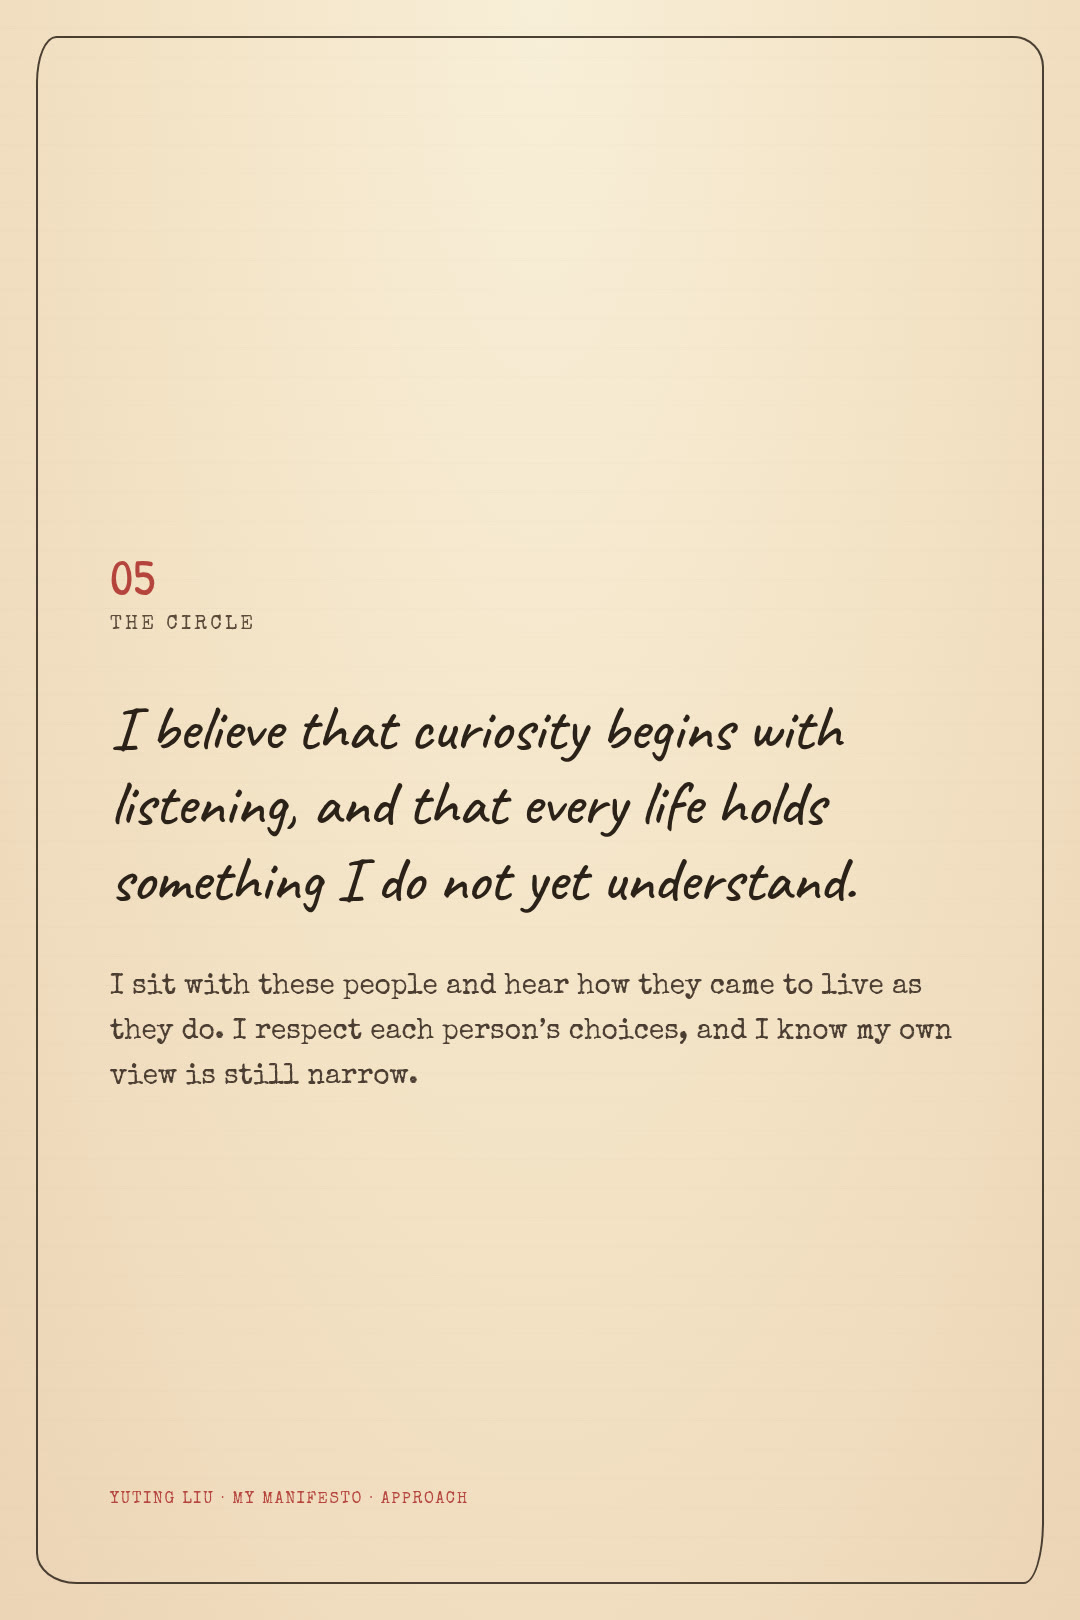 05
THE CIRCLE
I believe that curiosity begins with
listening, and that every life holds
something I do not yet understand.
I sit with these people and hear how they came to live as
they do. I respect each person’s choices, and I know my own
view is still narrow.
YUTING LIU · MY MANIFESTO · APPROACH